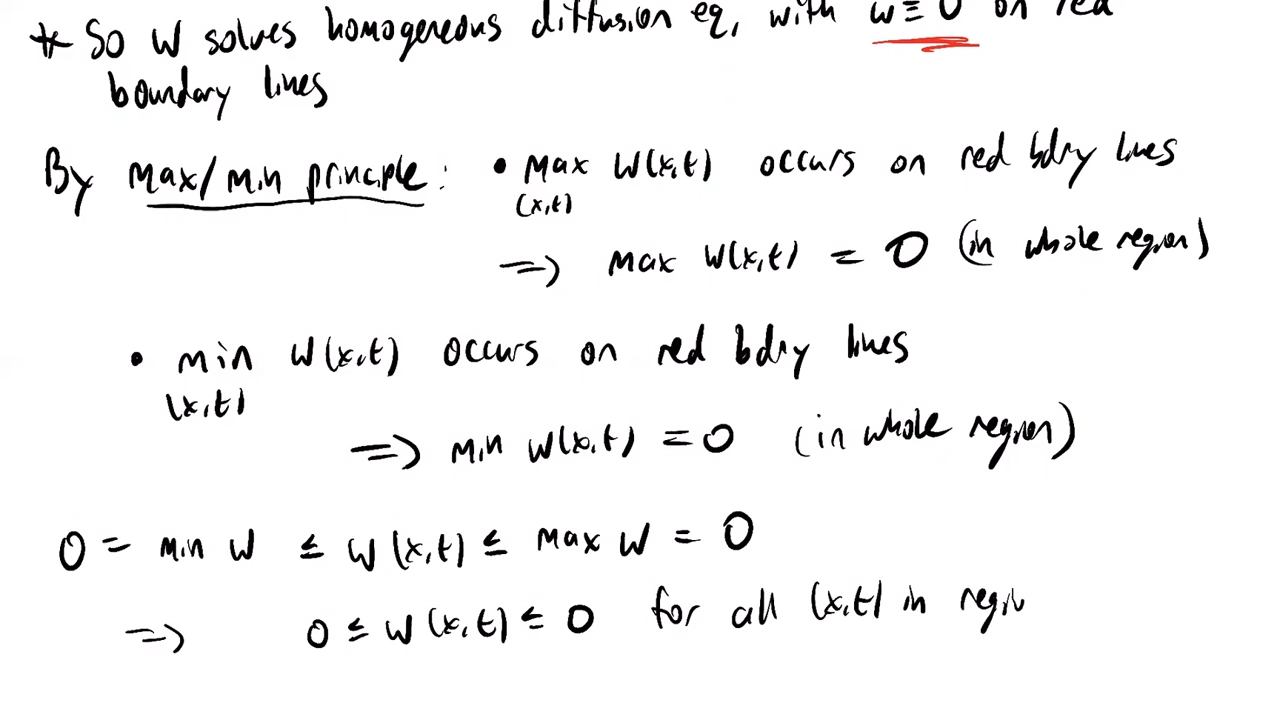 * So w solves homogeneous diffusion eq, with w ≡ 0 on red
boundary lines
By max/min principle: • max w(x,t) occurs on red bdry lines
(x,t)
=> max w(x,t) = 0 (in whole region)
• min w(x,t) occurs on red bdry lines
(x,t)
=> min w(x,t) = 0 (in whole region)
0 = min w ≤ w(x,t) ≤ max w = 0
=> 0 ≤ w(x,t) ≤ 0 for all (x,t) in regio